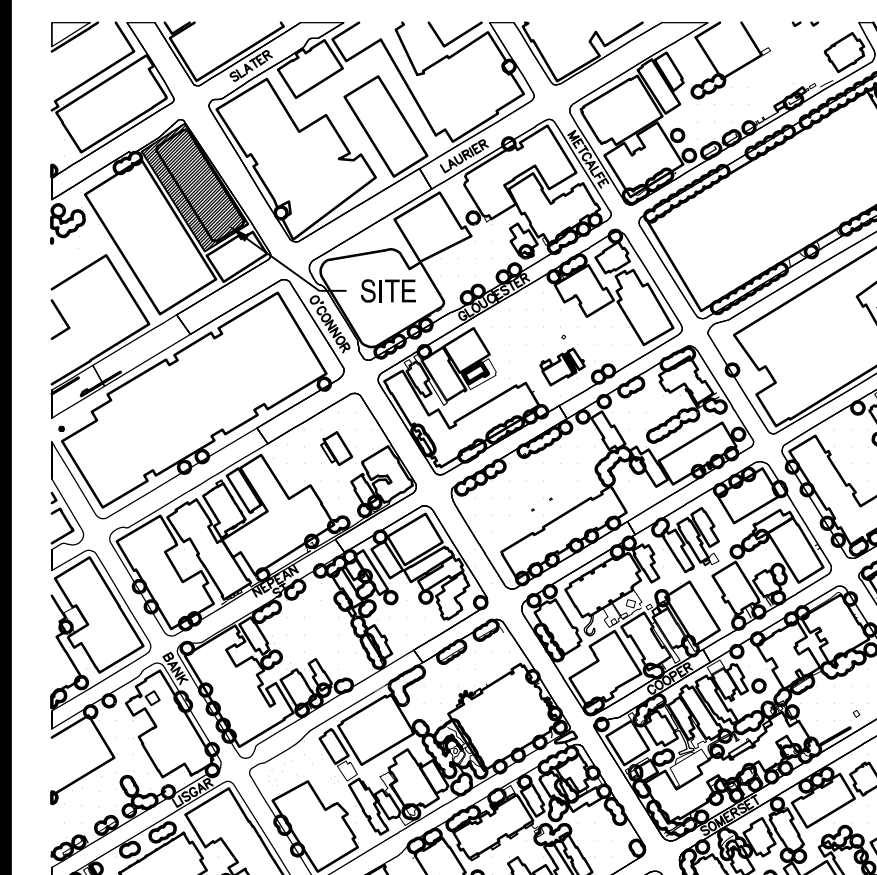 SLATER
METCALFE
LAURIER
SITE
GLOUCESTER
O'CONNOR
NEPEAN
ST
BANK
COOPER
LISGAR
SOMERSET